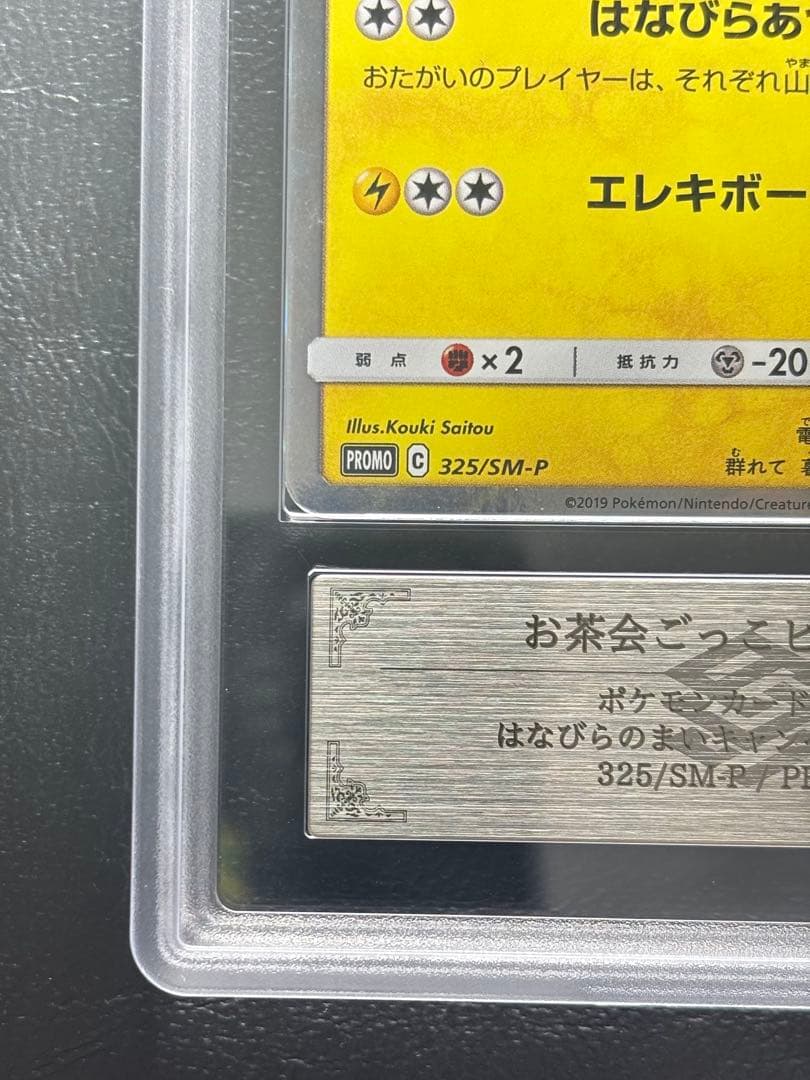 はなびらあ
おたがいのプレイヤーは、それぞれ山
エレキボー
弱点 ×2 抵抗力 -20
Illus.Kouki Saitou
PROMO C 325/SM-P
群れて
©2019 Pokémon/Nintendo/Creature
お茶会ごっこピ
ポケモンカード
はなびらのまいキャン
325/SM-P / P